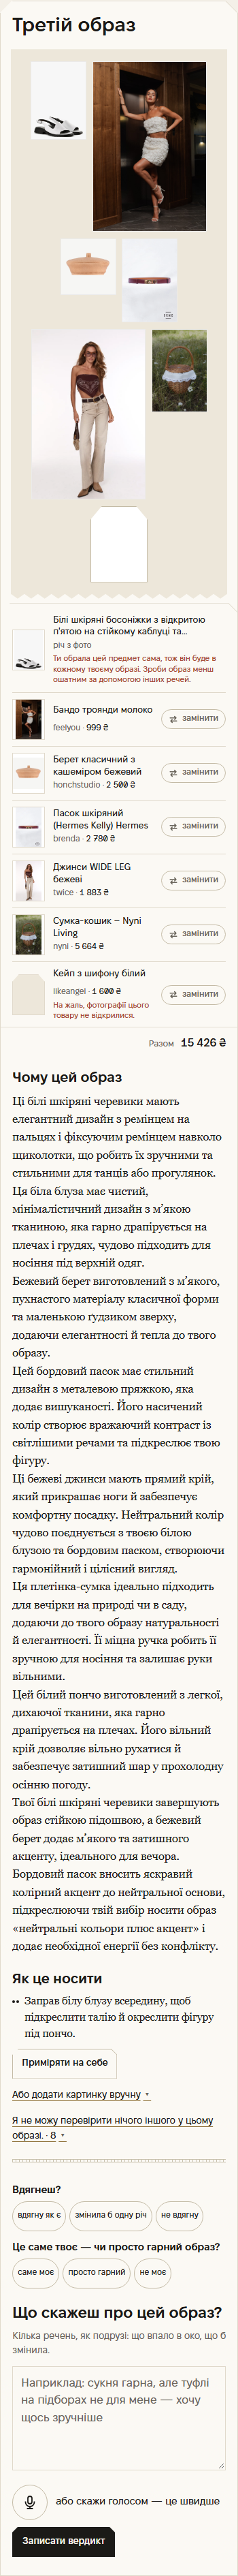 Третій образ
Білі шкіряні босоніжки з відкритою
п'ятою на стійкому каблуці та...
річ з фото
Ти обрала цей предмет сама, тож він буде в
кожному твоєму образі. Зроби образ менш
ошатним за допомогою інших речей.
Бандо троянди молоко
feelyou · 999 ₴
замінити
Берет класичний з
кашеміром бежевий
honchstudio · 2 500 ₴
замінити
Пасок шкіряний
(Hermes Kelly) Hermes
brenda · 2 780 ₴
замінити
Джинси WIDE LEG
бежеві
twice · 1 883 ₴
замінити
Сумка-кошик – Nyni
Living
nyni · 5 664 ₴
замінити
Кейп з шифону білий
likeangel · 1 600 ₴
На жаль, фотографії цього
товару не відкрилися.
замінити
Разом 15 426 ₴
Чому цей образ
Ці білі шкіряні черевики мають
елегантний дизайн з ремінцем на
пальцях і фіксуючим ремінцем навколо
щиколотки, що робить їх зручними та
стильними для танців або прогулянок.
Ця біла блуза має чистий,
мінімалістичний дизайн з м’якою
тканиною, яка гарно драпірується на
плечах і грудях, чудово підходить для
носіння під верхній одяг.
Бежевий берет виготовлений з м’якого,
пухнастого матеріалу класичної форми
та маленькою ґудзиком зверху,
додаючи елегантності й тепла до твого
образу.
Цей бордовий пасок має стильний
дизайн з металевою пряжкою, яка
додає вишуканості. Його насичений
колір створює вражаючий контраст із
світлішими речами та підкреслює твою
фігуру.
Ці бежеві джинси мають прямий крій,
який прикрашає ноги й забезпечує
комфортну посадку. Нейтральний колір
чудово поєднується з твоєю білою
блузою та бордовим паском, створюючи
гармонійний і цілісний вигляд.
Ця плетінка-сумка ідеально підходить
для вечірки на природі чи в саду,
додаючи до твого образу натуральності
й елегантності. Її міцна ручка робить її
зручною для носіння та залишає руки
вільними.
Цей білий пончо виготовлений з легкої,
дихаючої тканини, яка гарно
драпірується на плечах. Його вільний
крій дозволяє вільно рухатися й
забезпечує затишний шар у прохолодну
осінню погоду.
Твої білі шкіряні черевики завершують
образ стійкою підошвою, а бежевий
берет додає м’якого та затишного
акценту, ідеального для вечора.
Бордовий пасок вносить яскравий
колірний акцент до нейтральної основи,
підкреслюючи твій вибір носити образ
«нейтральні кольори плюс акцент» і
додає необхідної енергії без конфлікту.
Як це носити
Заправ білу блузу всередину, щоб
підкреслити талію й окреслити фігуру
під пончо.
Приміряти на себе
Або додати картинку вручну
Я не можу перевірити нічого іншого у цьому
образі. · 8
Вдягнеш?
вдягну як є
змінила б одну річ
не вдягну
Це саме твоє — чи просто гарний образ?
саме моє
просто гарний
не моє
Що скажеш про цей образ?
Кілька речень, як подрузі: що впало в око, що б
змінила.
Наприклад: сукня гарна, але туфлі
на підборах не для мене — хочу
щось зручніше
або скажи голосом — це швидше
Записати вердикт